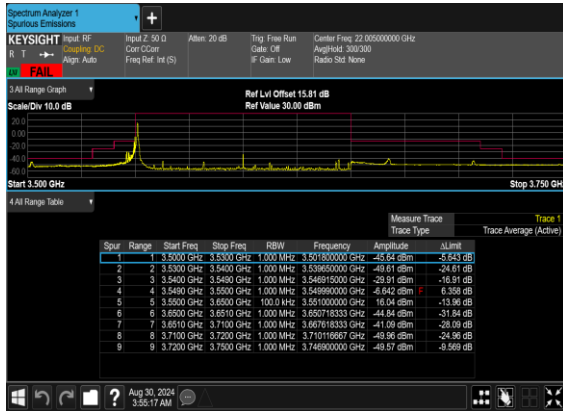 Spectrum Analyzer 1
Spurious Emissions
+
KEYSIGHT Input: RF Input Z: 50 Ω Atten: 20 dB Trig: Free Run Center Freq: 22.005000000 GHz
R T Coupling: DC Corr CCorr Gate: Off Avg|Hold: 300/300
Align: Auto Freq Ref: Int (S) IF Gain: Low Radio Std: None
LXI FAIL
3 All Range Graph
Ref Lvl Offset 15.81 dB
Scale/Div 10.0 dB Ref Value 30.00 dBm
20.0
0.00
-20.0
-40.0
-60.0
Start 3.500 GHz Stop 3.750 GH
4 All Range Table
Measure Trace Trace 1
Trace Type Trace Average (Active)
Spur Range Start Freq Stop Freq RBW Frequency Amplitude ΔLimit
1 1 3.5000 GHz 3.5300 GHz 1.000 MHz 3.501800000 GHz -45.64 dBm -5.643 dB
2 2 3.5300 GHz 3.5400 GHz 1.000 MHz 3.539650000 GHz -49.61 dBm -24.61 dB
3 3 3.5400 GHz 3.5490 GHz 1.000 MHz 3.546915000 GHz -29.91 dBm -16.91 dB
4 4 3.5490 GHz 3.5500 GHz 1.000 MHz 3.549990000 GHz -6.642 dBm F 6.358 dB
5 5 3.5500 GHz 3.6500 GHz 100.0 kHz 3.551000000 GHz 16.04 dBm -13.96 dB
6 6 3.6500 GHz 3.6510 GHz 1.000 MHz 3.650718333 GHz -44.84 dBm -31.84 dB
7 7 3.6510 GHz 3.7100 GHz 1.000 MHz 3.667618333 GHz -41.09 dBm -28.09 dB
8 8 3.7100 GHz 3.7200 GHz 1.000 MHz 3.710116667 GHz -49.96 dBm -24.96 dB
9 9 3.7200 GHz 3.7500 GHz 1.000 MHz 3.746900000 GHz -49.57 dBm -9.569 dB
? Aug 30, 2024
3:55:17 AM